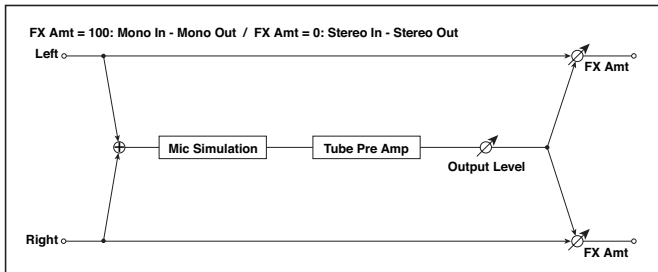 FX Amt = 100: Mono In - Mono Out / FX Amt = 0: Stereo In - Stereo Out
Left
FX Amt
Mic Simulation
Tube Pre Amp
Output Level
Right
FX Amt